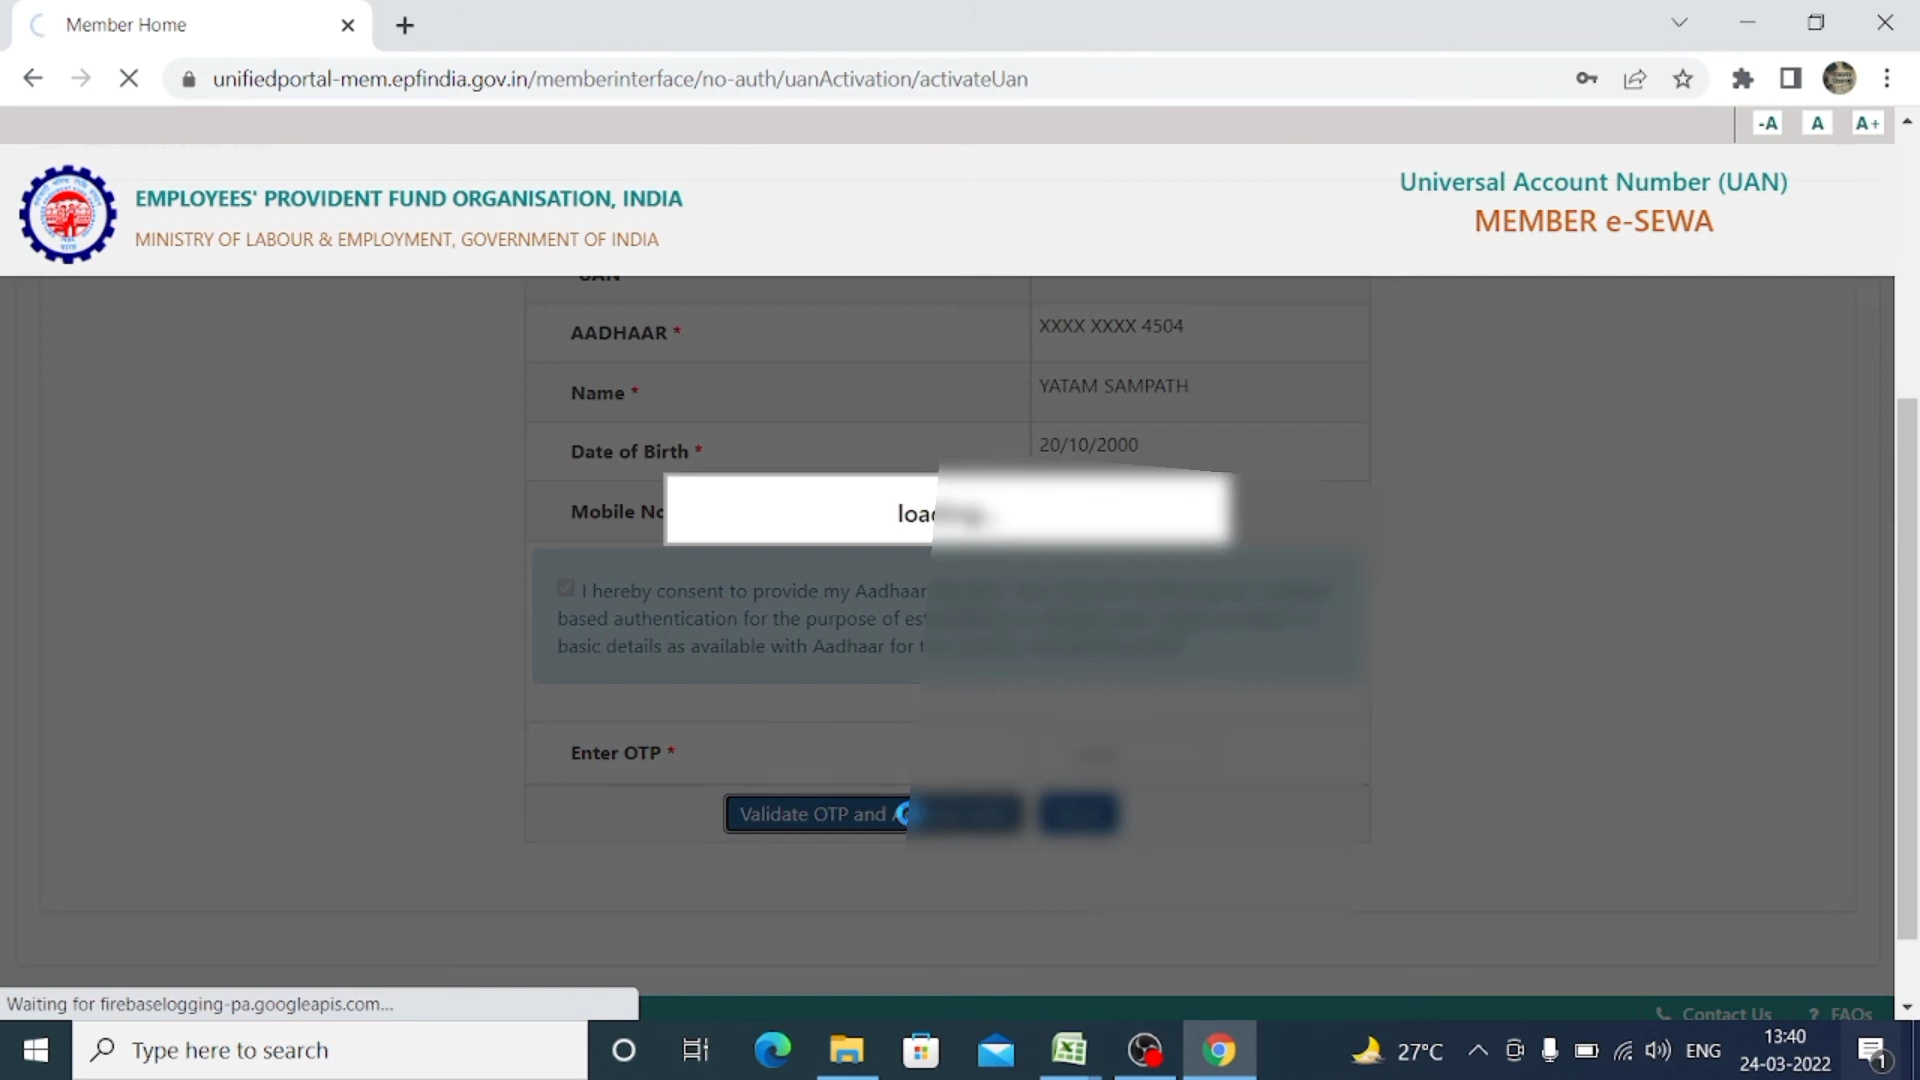 Member Home
unifiedportal-mem.epfindia.gov.in/memberinterface/no-auth/uanActivation/activateUan
-A A A+
EMPLOYEES' PROVIDENT FUND ORGANISATION, INDIA
MINISTRY OF LABOUR & EMPLOYMENT, GOVERNMENT OF INDIA
Universal Account Number (UAN)
MEMBER e-SEWA
UAN
AADHAAR * XXXX XXXX 4504
Name * YATAM SAMPATH
Date of Birth * 20/10/2000
Mobile
I hereby consent to provide my Aadhaar
based authentication for the purpose of
basic details as available with Aadhaar for
Enter OTP *
Validate OTP and
Waiting for firebaselogging-pa.googleapis.com...
Contact Us ? FAQs
Type here to search
27°C
ENG
13:40
24-03-2022
1